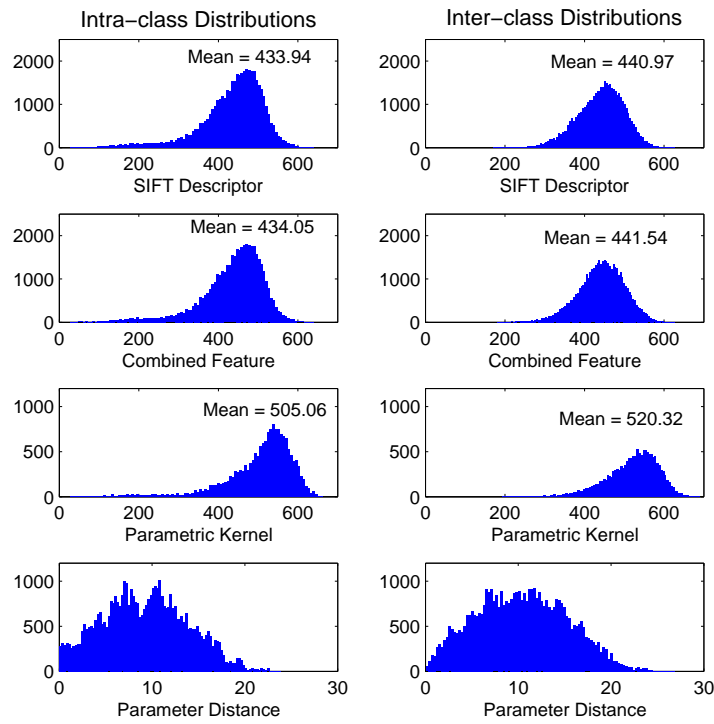 Intra−class Distributions
Inter−class Distributions
Mean = 433.94
2000
1000
0
0 200 400 600
SIFT Descriptor
Mean = 440.97
2000
1000
0
0 200 400 600
SIFT Descriptor
Mean = 434.05
2000
1000
0
0 200 400 600
Combined Feature
Mean = 441.54
2000
1000
0
0 200 400 600
Combined Feature
Mean = 505.06
1000
500
0
0 200 400 600
Parametric Kernel
Mean = 520.32
1000
500
0
0 200 400 600
Parametric Kernel
1000
500
0
0 10 20 30
Parameter Distance
1000
500
0
0 10 20 30
Parameter Distance